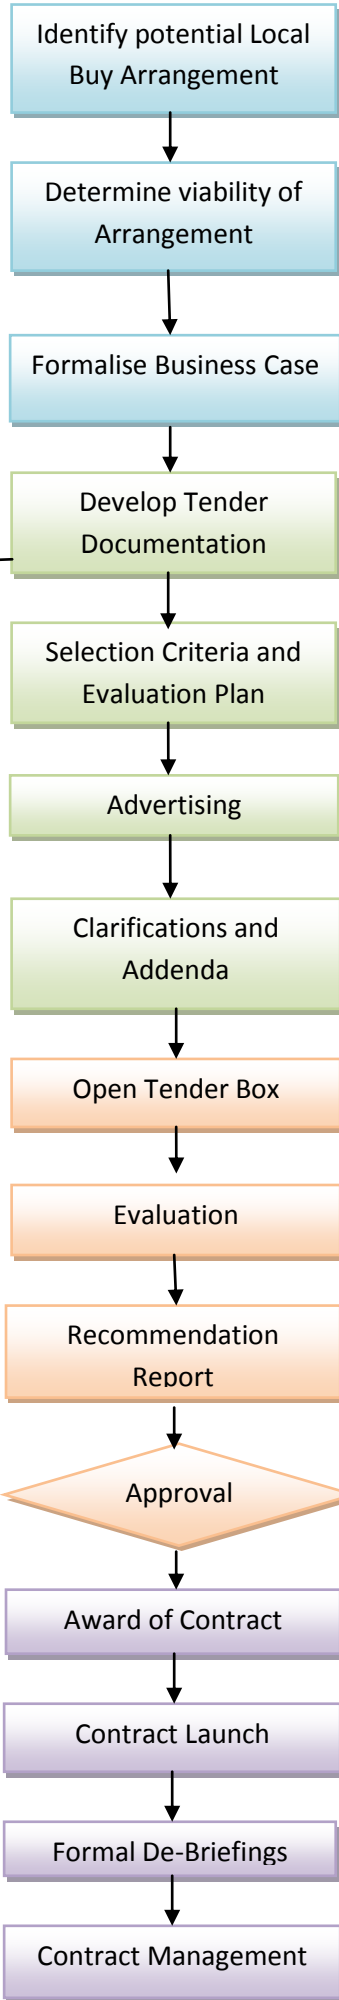 Identify potential Local
Buy Arrangement
Determine viability of
Arrangement
Formalise Business Case
Develop Tender
Documentation
Selection Criteria and
Evaluation Plan
Advertising
Clarifications and
Addenda
Open Tender Box
Evaluation
Recommendation
Report
Approval
Award of Contract
Contract Launch
Formal De-Briefings
Contract Management